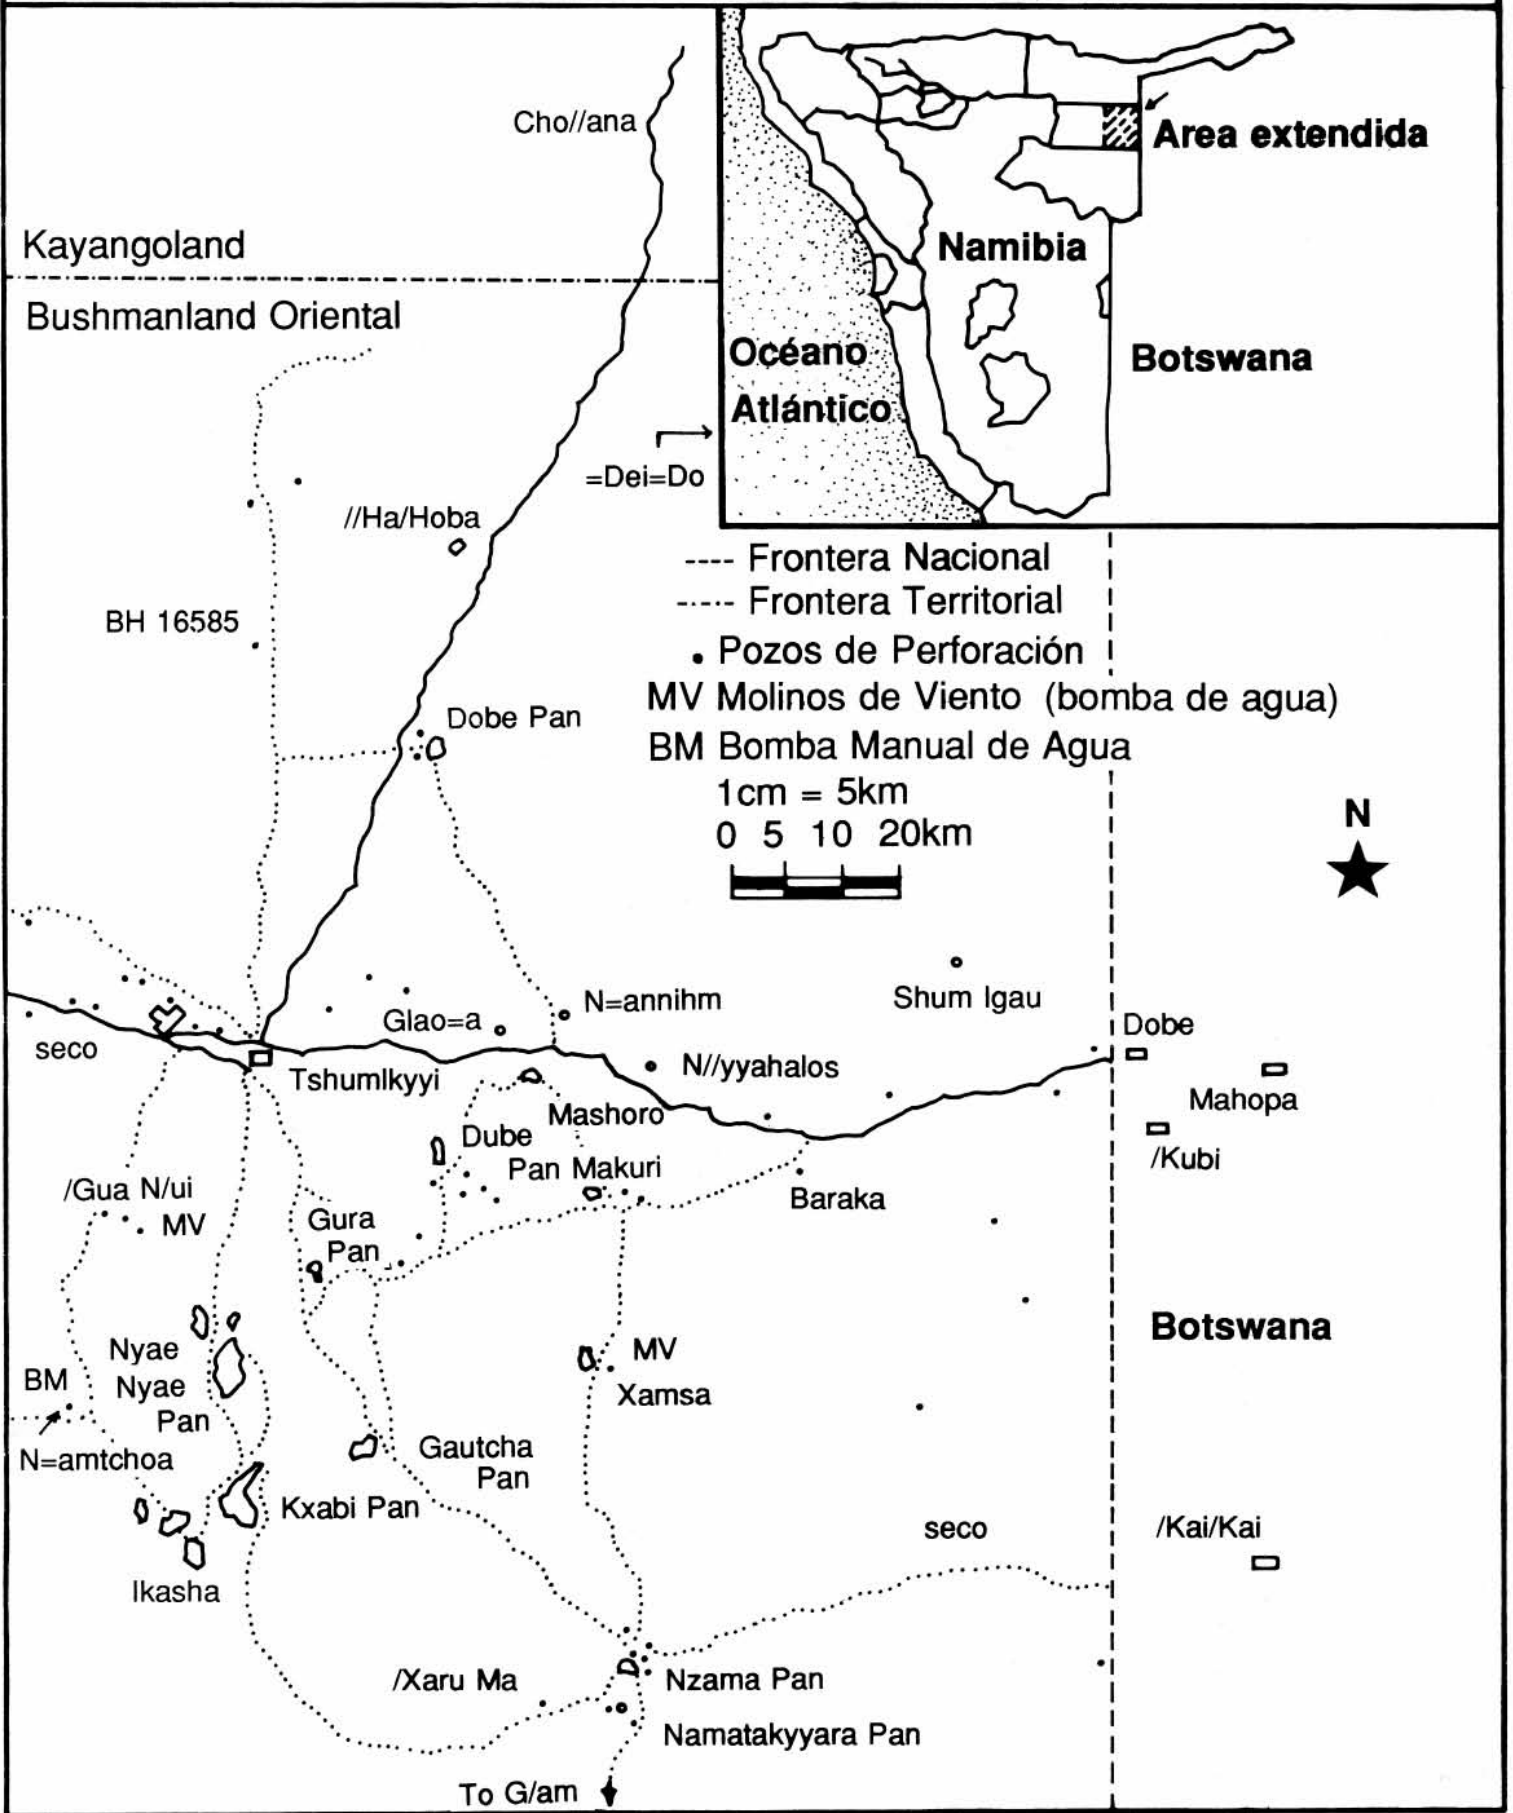 Cho//ana
Area extendida
Kayangoland
Namibia
Bushmanland Oriental
Océano
Atlántico
Botswana
=Dei=Do
//Ha/Hoba
---- Frontera Nacional
-·-·- Frontera Territorial
BH 16585
• Pozos de Perforación
MV Molinos de Viento (bomba de agua)
Dobe Pan
BM Bomba Manual de Agua
1cm = 5km
0 5 10 20km
N
Shum Igau
N=annihm
Glao=a
Dobe
seco
Tshumlkyyi
N//yyahalos
Mahopa
Mashoro
Dube
Pan Makuri
/Kubi
/Gua N/ui
MV
Baraka
Gura
Pan
Botswana
Nyae
Nyae
Pan
BM
MV
Xamsa
N=amtchoa
Gautcha
Pan
Kxabi Pan
seco
/Kai/Kai
Ikasha
/Xaru Ma
Nzama Pan
Namatakyyara Pan
To G/am